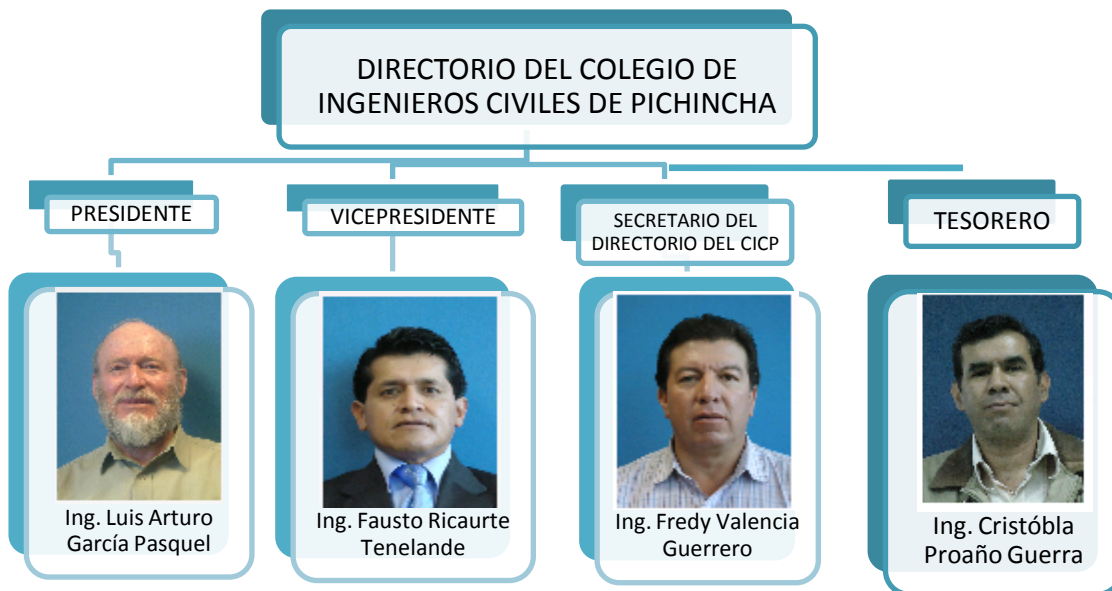 DIRECTORIO DEL COLEGIO DE
INGENIEROS CIVILES DE PICHINCHA
PRESIDENTE
VICEPRESIDENTE
SECRETARIO DEL
DIRECTORIO DEL CICP
TESORERO
Ing. Luis Arturo
García Pasquel
Ing. Fausto Ricaurte
Tenelande
Ing. Fredy Valencia
Guerrero
Ing. Cristóbla
Proaño Guerra